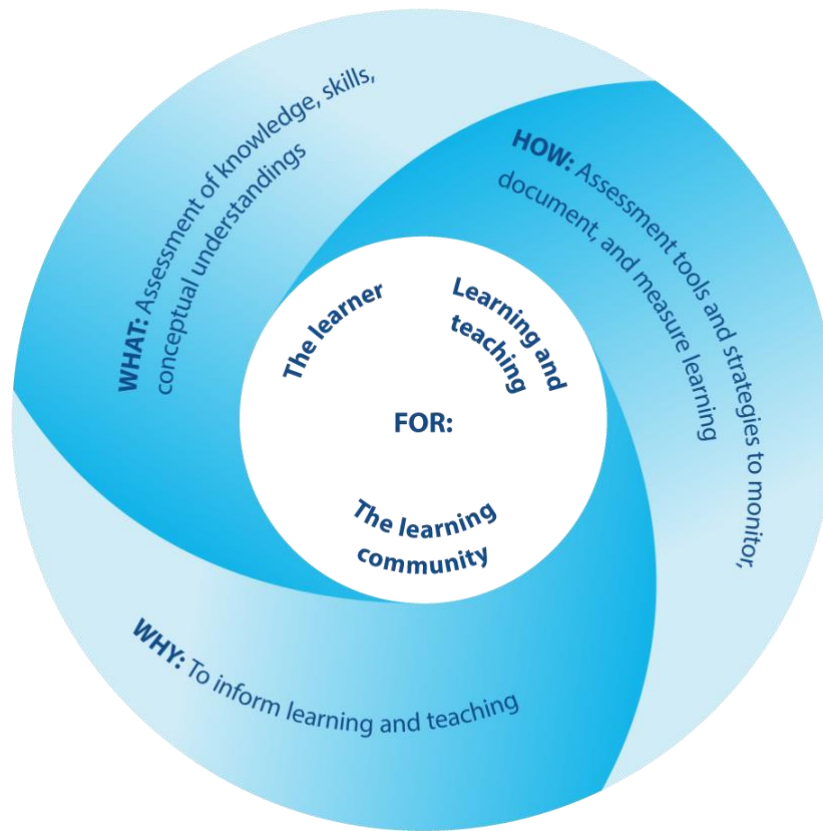 WHAT: Assessment of knowledge, skills,
conceptual understandings
HOW: Assessment tools and strategies to monitor,
document, and measure learning
The learner
Learning and
teaching
FOR:
The learning
community
WHY: To inform learning and teaching